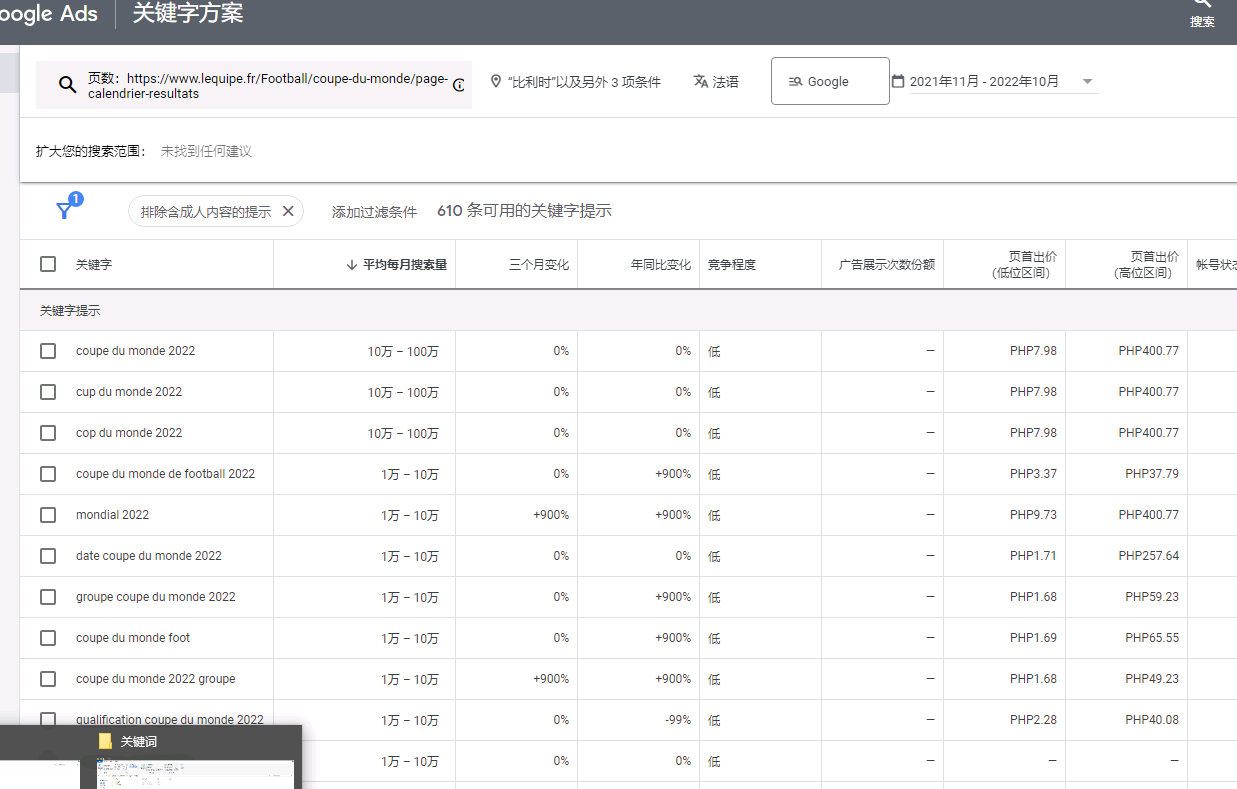 oogle Ads 关键字方案
搜索
页数：https://www.lequipe.fr/Football/coupe-du-monde/page-
calendrier-resultats
“比利时”以及另外 3 项条件
法语
Google
2021年11月 - 2022年10月
扩大您的搜索范围： 未找到任何建议
1
排除含成人内容的提示
添加过滤条件
610 条可用的关键字提示
关键字 平均每月搜索量 三个月变化 年同比变化 竞争程度 广告展示次数份额 页首出价 (低位区间) 页首出价 (高位区间) 帐号状态
关键字提示
coupe du monde 2022 10万 – 100万 0% 0% 低 — PHP7.98 PHP400.77
cup du monde 2022 10万 – 100万 0% 0% 低 — PHP7.98 PHP400.77
cop du monde 2022 10万 – 100万 0% 0% 低 — PHP7.98 PHP400.77
coupe du monde de football 2022 1万 – 10万 0% +900% 低 — PHP3.37 PHP37.79
mondial 2022 1万 – 10万 +900% +900% 低 — PHP9.73 PHP400.77
date coupe du monde 2022 1万 – 10万 0% 0% 低 — PHP1.71 PHP257.64
groupe coupe du monde 2022 1万 – 10万 0% +900% 低 — PHP1.68 PHP59.23
coupe du monde foot 1万 – 10万 0% +900% 低 — PHP1.69 PHP65.55
coupe du monde 2022 groupe 1万 – 10万 +900% +900% 低 — PHP1.68 PHP49.23
qualification coupe du monde 2022 1万 – 10万 0% -99% 低 — PHP2.28 PHP40.08
1万 – 10万 0% 0% 低 — — —
关键词